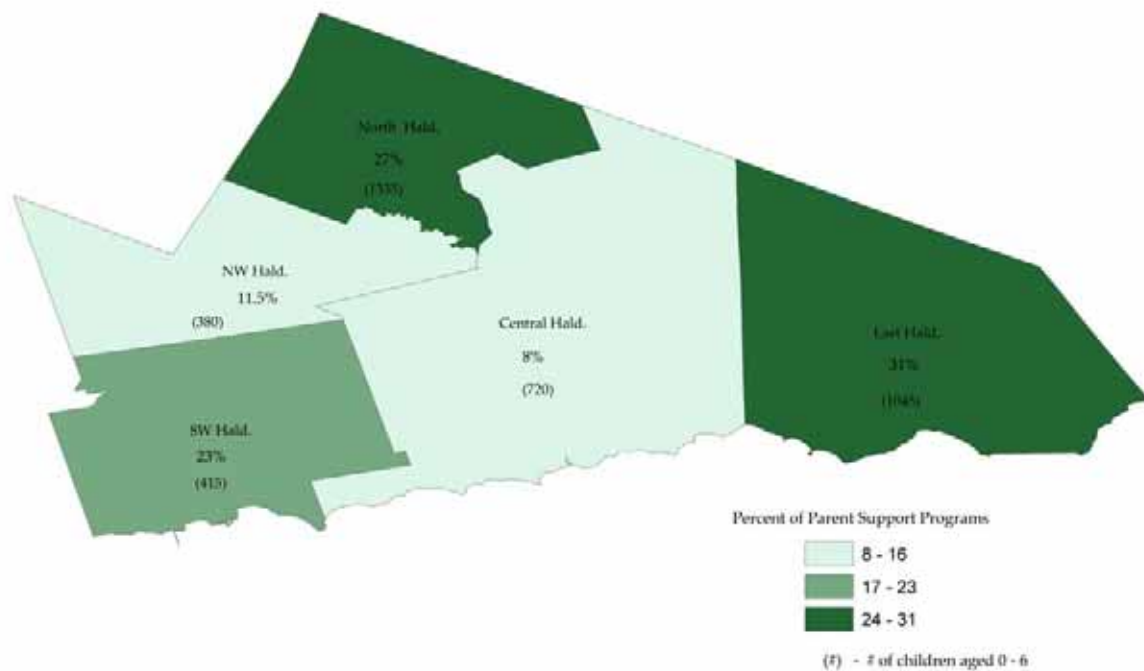 North Hald.
27%
(1335)
NW Hald.
11.5%
(380)
Central Hald.
8%
(720)
East Hald.
31%
(1045)
SW Hald.
23%
(415)
Percent of Parent Support Programs
8 - 16
17 - 23
24 - 31
(#) - # of children aged 0 - 6